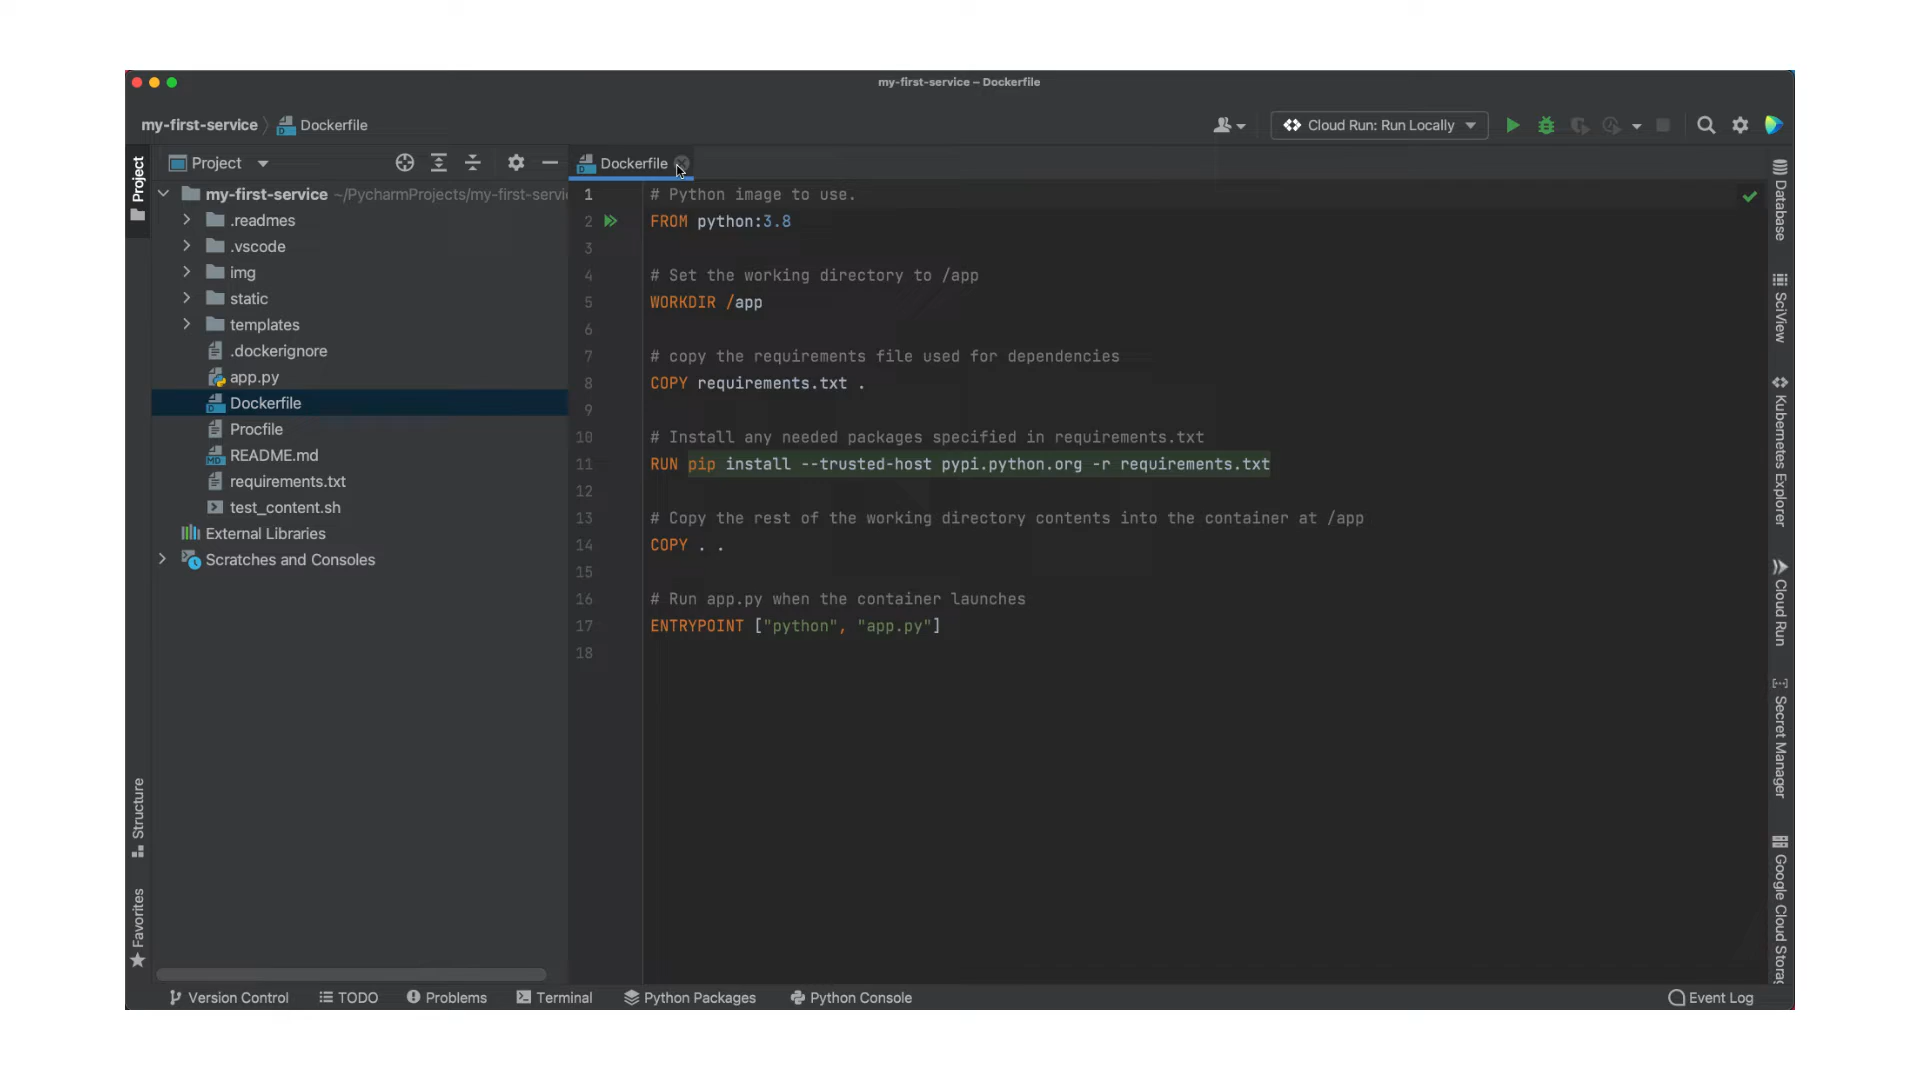 my-first-service – Dockerfile
my-first-service
Dockerfile
Cloud Run: Run Locally
Project
Project
Dockerfile
my-first-service ~/PycharmProjects/my-first-servi
.readmes
.vscode
img
static
templates
.dockerignore
app.py
Dockerfile
Procfile
README.md
requirements.txt
test_content.sh
External Libraries
Scratches and Consoles
Structure
Favorites
1 # Python image to use.
2 FROM python:3.8
3
4 # Set the working directory to /app
5 WORKDIR /app
6
7 # copy the requirements file used for dependencies
8 COPY requirements.txt .
9
10 # Install any needed packages specified in requirements.txt
11 RUN pip install --trusted-host pypi.python.org -r requirements.txt
12
13 # Copy the rest of the working directory contents into the container at /app
14 COPY . .
15
16 # Run app.py when the container launches
17 ENTRYPOINT ["python", "app.py"]
18
Database
SciView
Kubernetes Explorer
Cloud Run
Secret Manager
Google Cloud Storag
Version Control
TODO
Problems
Terminal
Python Packages
Python Console
Event Log